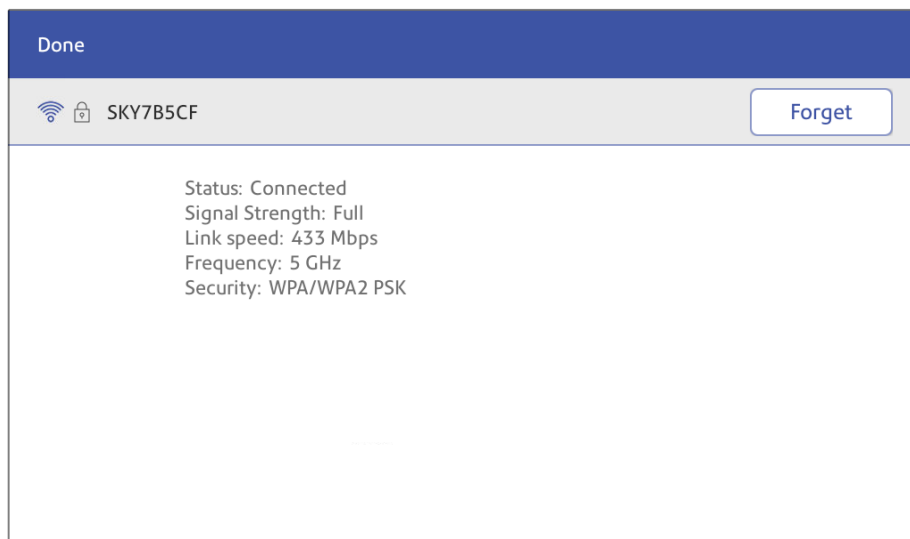 Done
SKY7B5CF
Forget
Status: Connected
Signal Strength: Full
Link speed: 433 Mbps
Frequency: 5 GHz
Security: WPA/WPA2 PSK